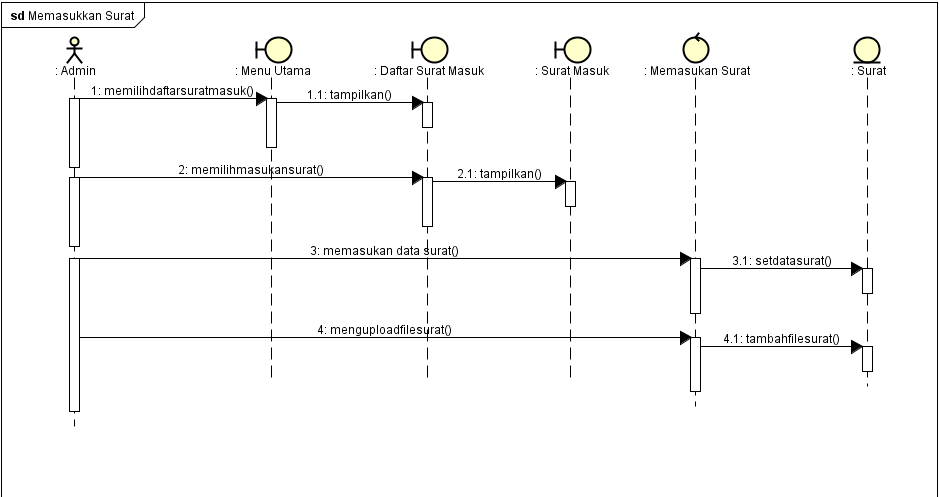 sd Memasukkan Surat
: Admin
: Menu Utama
: Daftar Surat Masuk
: Surat Masuk
: Memasukan Surat
: Surat
1: memilihdaftarsuratmasuk()
1.1: tampilkan()
2: memilihmasukansurat()
2.1: tampilkan()
3: memasukan data surat()
3.1: setdatasurat()
4: menguploadfilesurat()
4.1: tambahfilesurat()